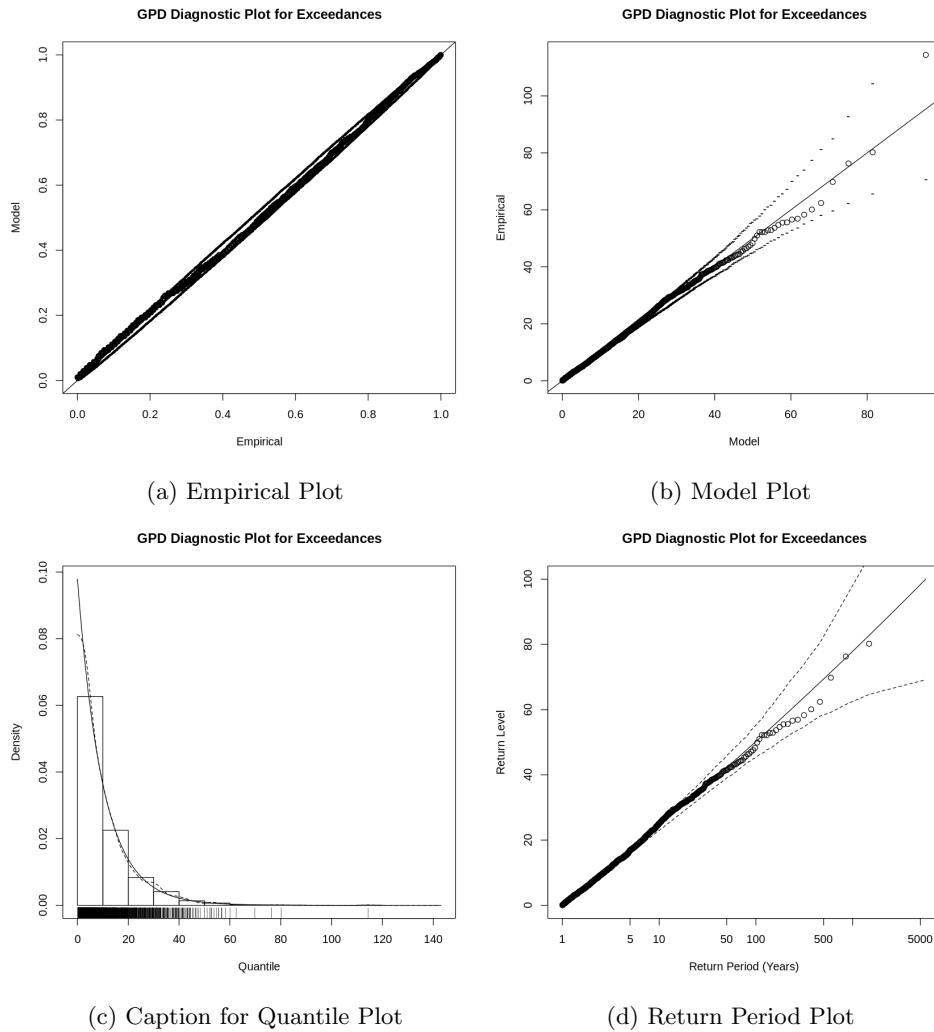 GPD Diagnostic Plot for Exceedances
1.0
0.8
0.6
0.4
0.2
0.0
Model
0.0 0.2 0.4 0.6 0.8 1.0
Empirical
(a) Empirical Plot
GPD Diagnostic Plot for Exceedances
100
80
60
40
20
0
Empirical
0 20 40 60 80
Model
(b) Model Plot
GPD Diagnostic Plot for Exceedances
0.10
0.08
0.06
0.04
0.02
0.00
Density
0 20 40 60 80 100 120 140
Quantile
(c) Caption for Quantile Plot
GPD Diagnostic Plot for Exceedances
100
80
60
40
20
0
Return Level
1 5 10 50 100 500 5000
Return Period (Years)
(d) Return Period Plot